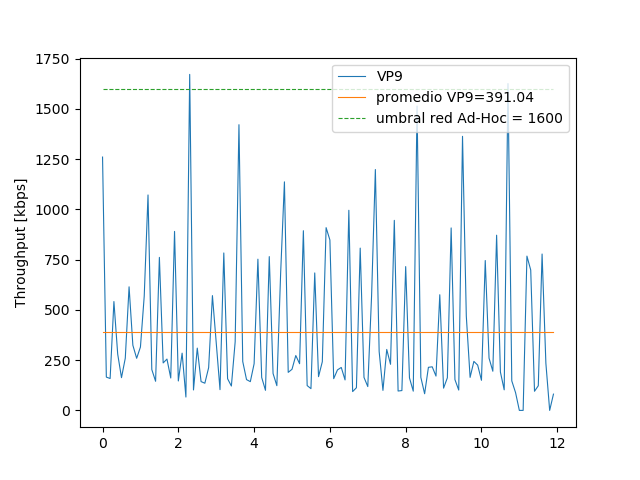 1750
1500
1250
1000
750
500
250
0
Throughput [kbps]
VP9
promedio VP9=391.04
umbral red Ad-Hoc = 1600
0 2 4 6 8 10 12